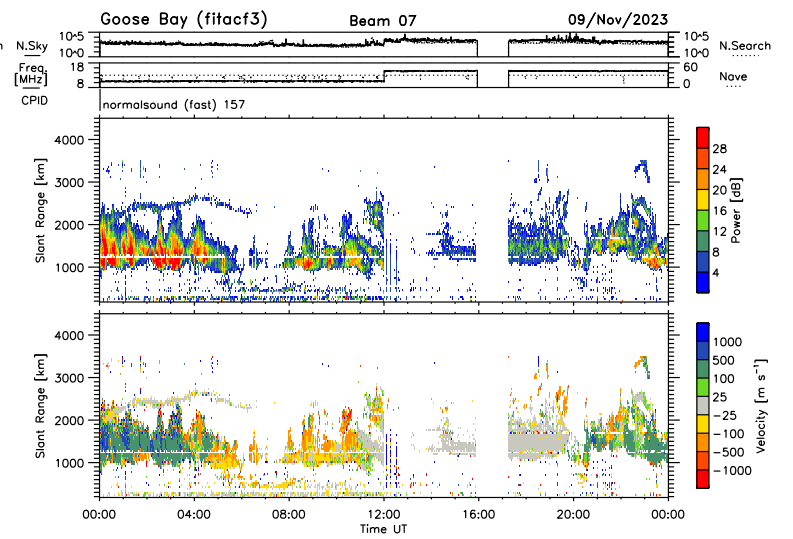 Goose Bay (fitacf3) Beam 07 09/Nov/2023
n N.Sky 10^5 10^0 10^5 10^0 N.Search
Freq. [MHz] 18 8 60 0 Nave
CPID normalsound (fast) 157
Slant Range [km] 4000 3000 2000 1000
Power [dB] 28 24 20 16 12 8 4
Slant Range [km] 4000 3000 2000 1000
Velocity [m s⁻¹] 1000 500 100 25 −25 −100 −500 −1000
00:00 04:00 08:00 12:00 16:00 20:00 00:00
Time UT